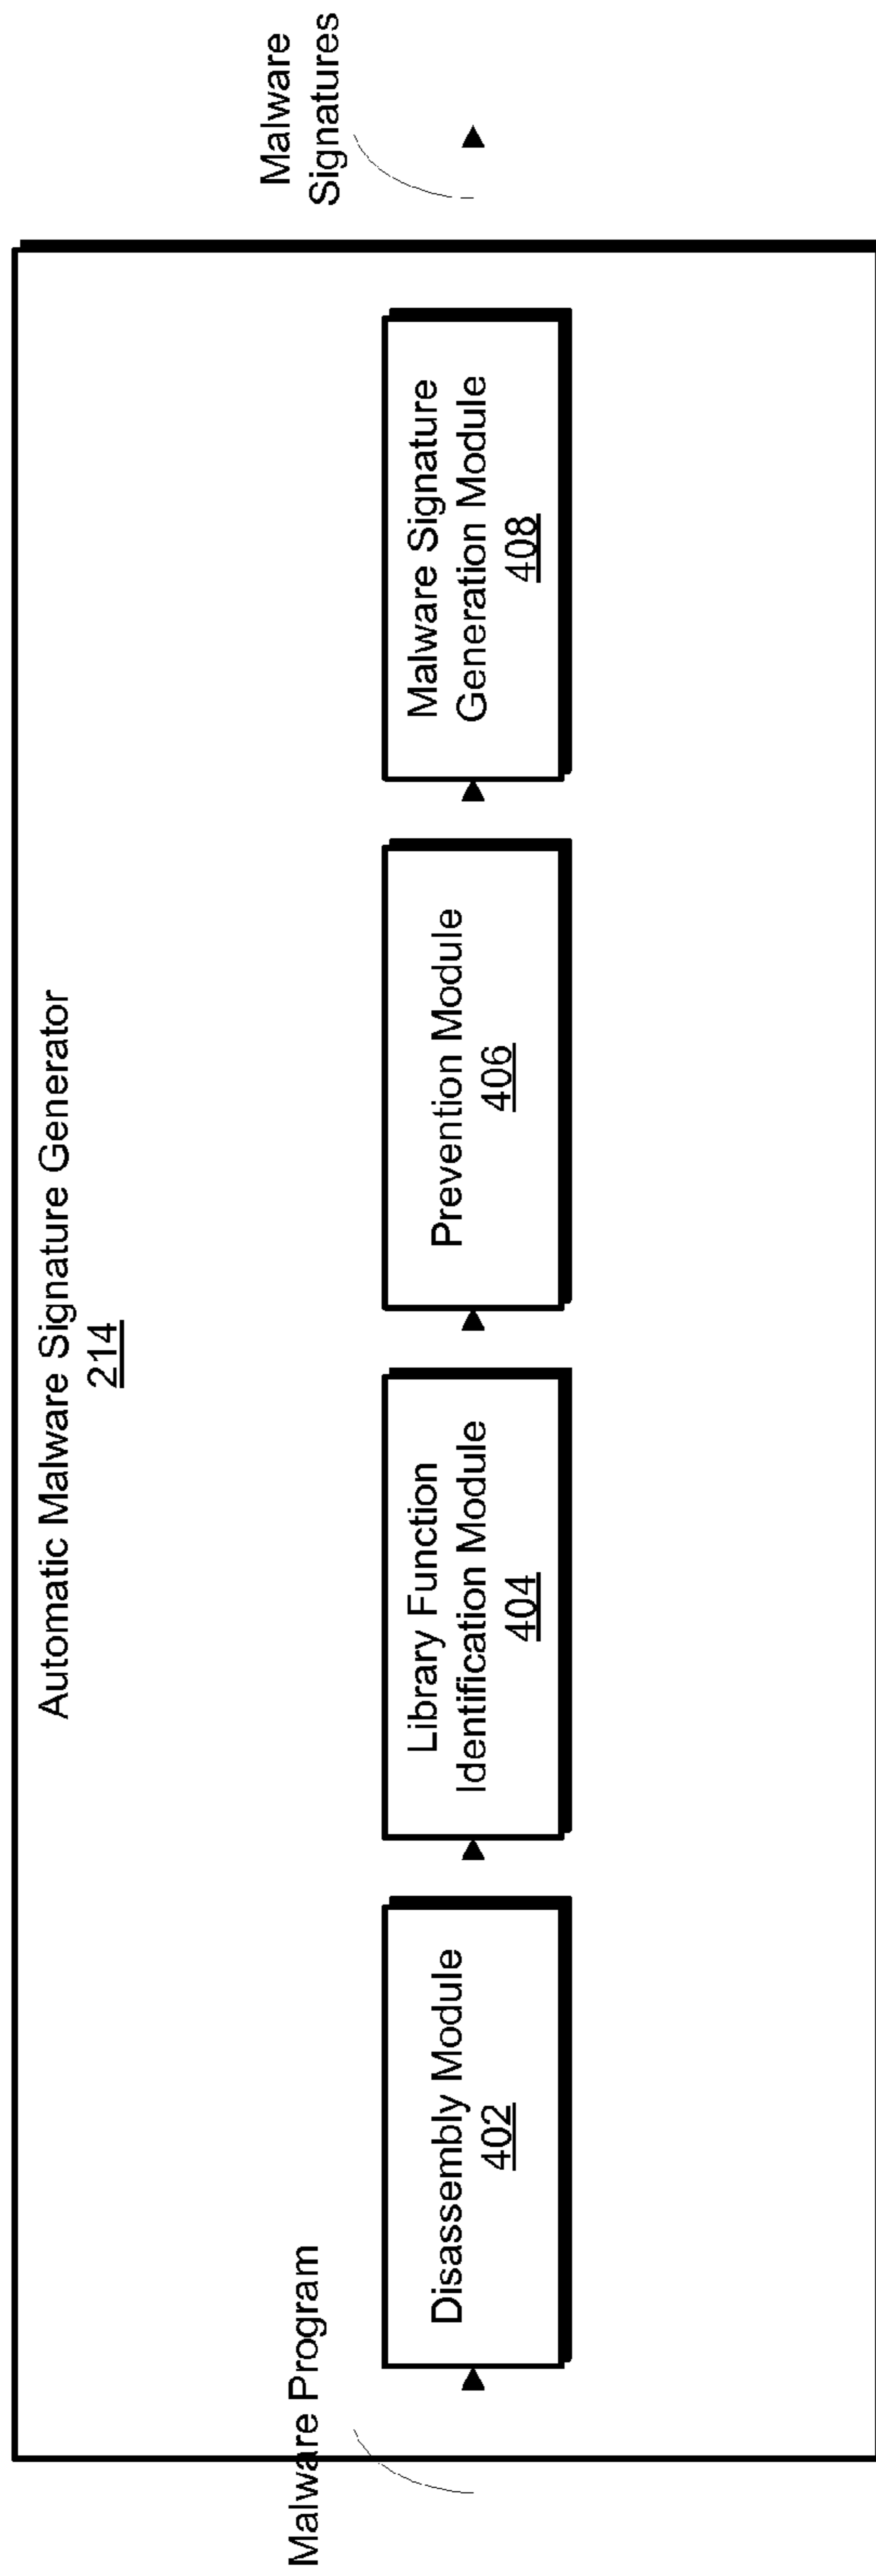 Automatic Malware Signature Generator
214
Malware Program
Disassembly Module
402
Library Function
Identification Module
404
Prevention Module
406
Malware Signature
Generation Module
408
Malware
Signatures